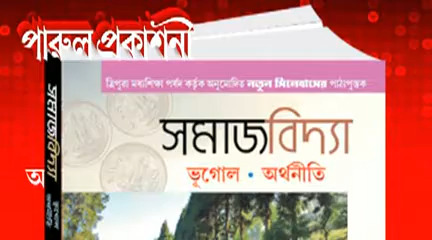 পারুল প্রকাশনী
ত্রিপুরা মধ্যশিক্ষা পর্ষদ কর্তৃক অনুমোদিত নতুন সিলেবাসের পাঠ্যপুস্তক
সমাজবিদ্যা
ভূগোল • অর্থনীতি
সমাজবিদ্যা